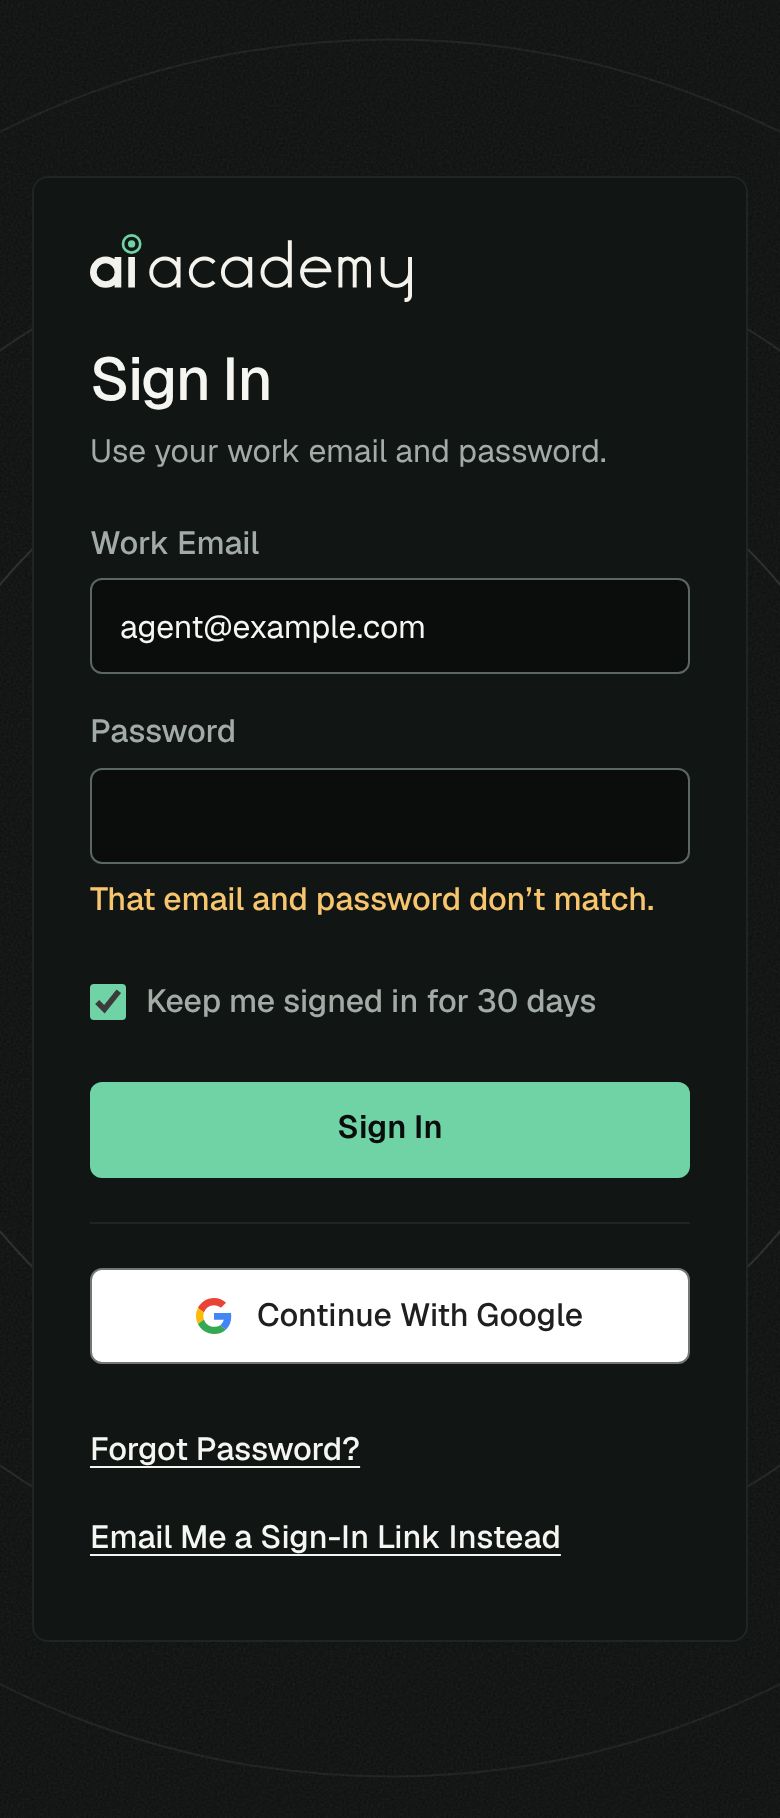 ai academy
Sign In
Use your work email and password.
Work Email
agent@example.com
Password
That email and password don’t match.
Keep me signed in for 30 days
Sign In
Continue With Google
Forgot Password?
Email Me a Sign-In Link Instead